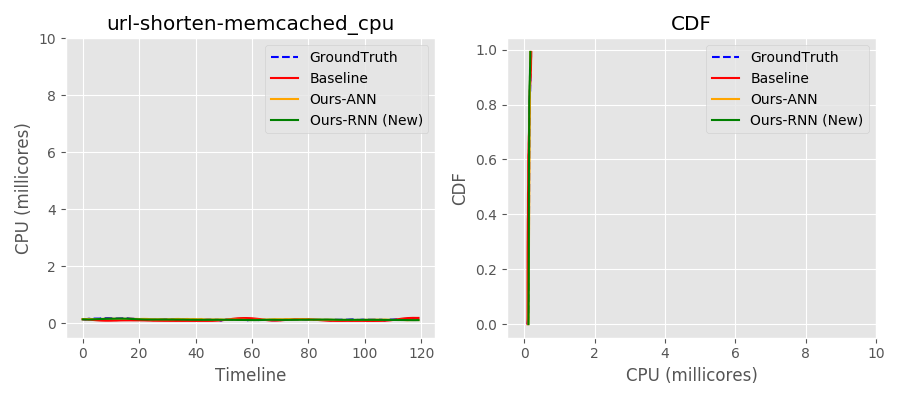 url-shorten-memcached_cpu
CPU (millicores)
10
8
6
4
2
0
0 20 40 60 80 100 120
Timeline
GroundTruth
Baseline
Ours-ANN
Ours-RNN (New)
CDF
CDF
1.0
0.8
0.6
0.4
0.2
0.0
0 2 4 6 8 10
CPU (millicores)
GroundTruth
Baseline
Ours-ANN
Ours-RNN (New)